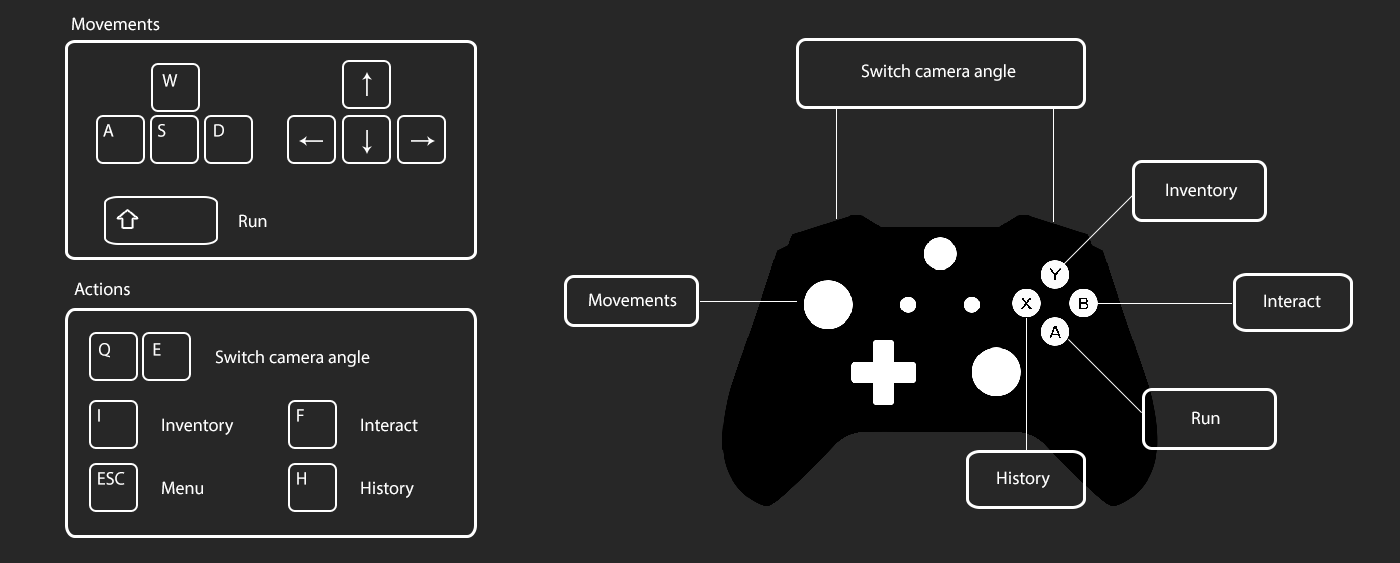 Movements
W
↑
A S D
← ↓ →
⇧ Run
Actions
Q E Switch camera angle
I Inventory
F Interact
ESC Menu
H History
Switch camera angle
Inventory
Movements
Y
X B
A
Interact
Run
History